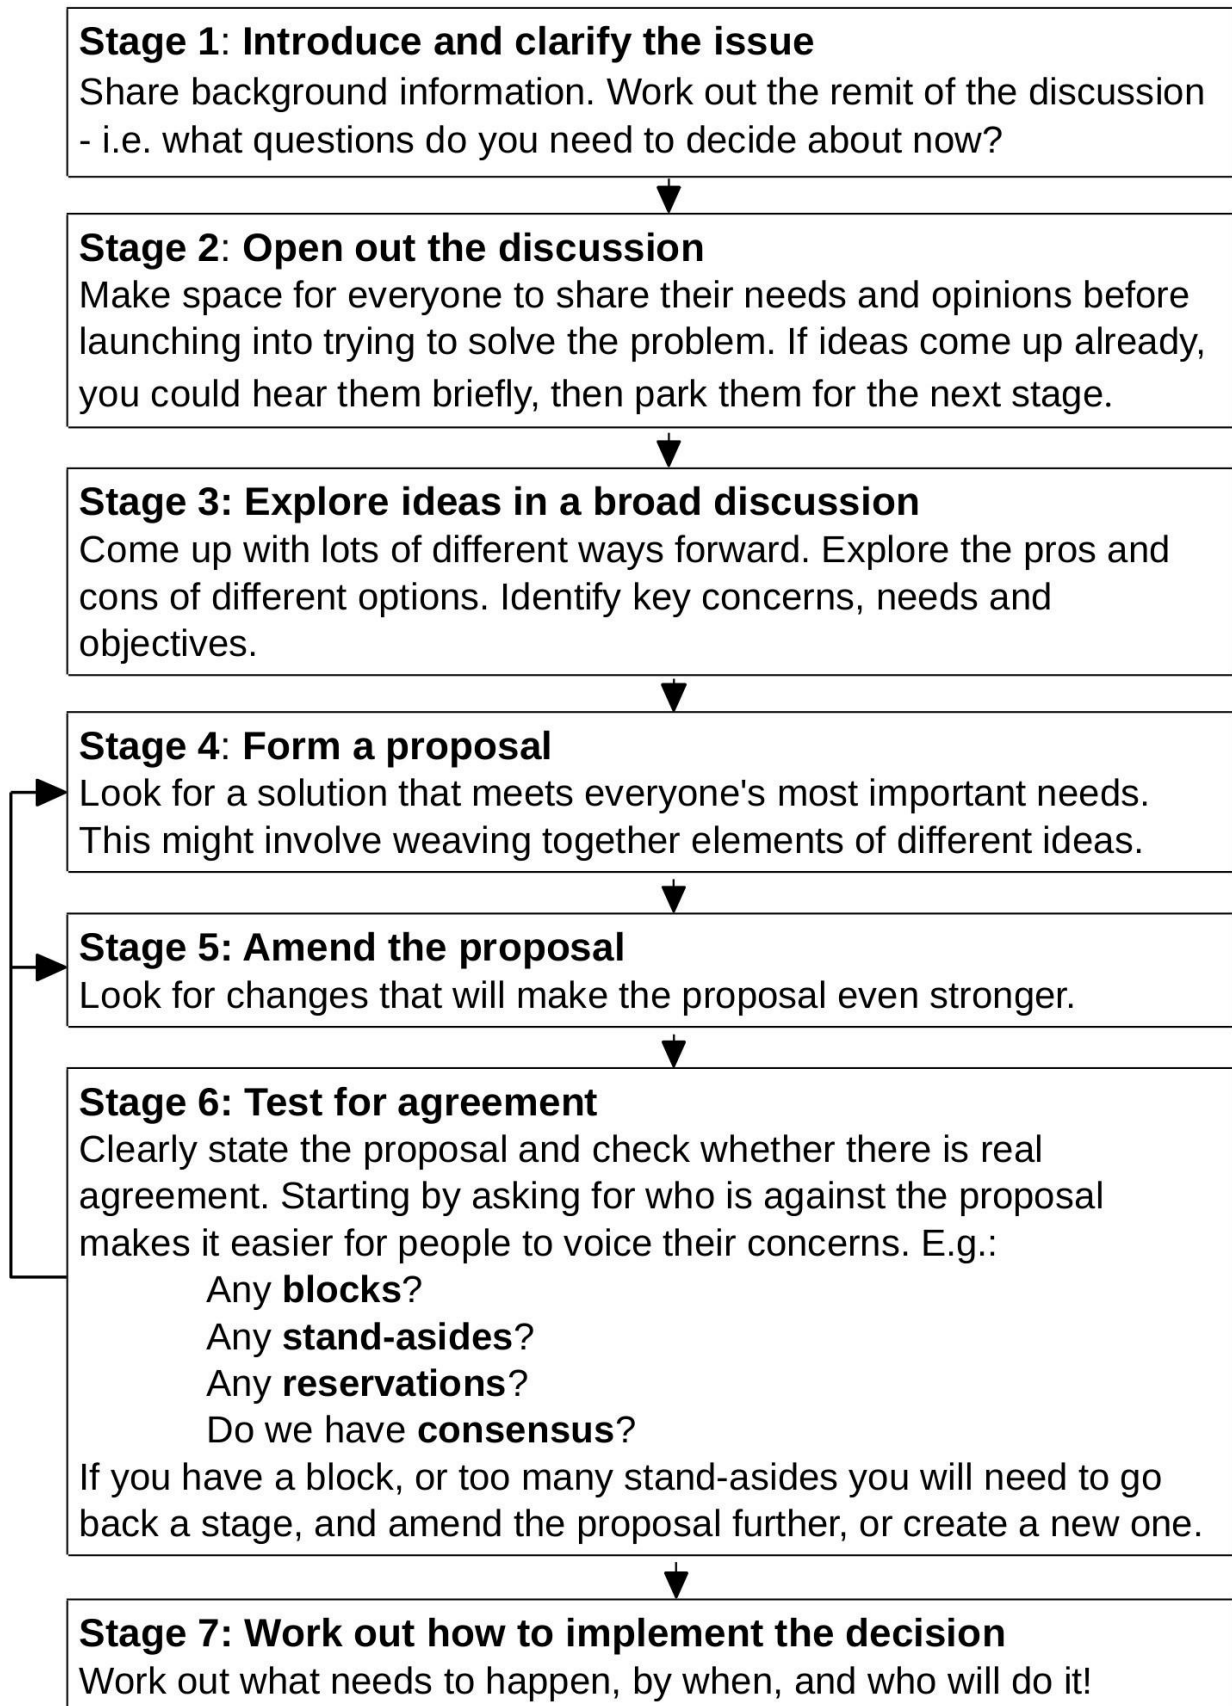 Stage 1: Introduce and clarify the issue
Share background information. Work out the remit of the discussion
- i.e. what questions do you need to decide about now?
Stage 2: Open out the discussion
Make space for everyone to share their needs and opinions before
launching into trying to solve the problem. If ideas come up already,
you could hear them briefly, then park them for the next stage.
Stage 3: Explore ideas in a broad discussion
Come up with lots of different ways forward. Explore the pros and
cons of different options. Identify key concerns, needs and
objectives.
Stage 4: Form a proposal
Look for a solution that meets everyone's most important needs.
This might involve weaving together elements of different ideas.
Stage 5: Amend the proposal
Look for changes that will make the proposal even stronger.
Stage 6: Test for agreement
Clearly state the proposal and check whether there is real
agreement. Starting by asking for who is against the proposal
makes it easier for people to voice their concerns. E.g.:
Any blocks?
Any stand-asides?
Any reservations?
Do we have consensus?
If you have a block, or too many stand-asides you will need to go
back a stage, and amend the proposal further, or create a new one.
Stage 7: Work out how to implement the decision
Work out what needs to happen, by when, and who will do it!